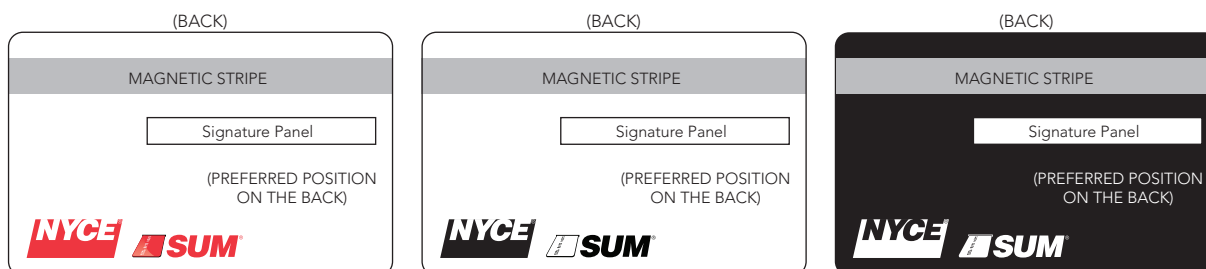 (BACK)
MAGNETIC STRIPE
Signature Panel
(PREFERRED POSITION
ON THE BACK)
NYCE SUM®
(BACK)
MAGNETIC STRIPE
Signature Panel
(PREFERRED POSITION
ON THE BACK)
NYCE SUM®
(BACK)
MAGNETIC STRIPE
Signature Panel
(PREFERRED POSITION
ON THE BACK)
NYCE SUM